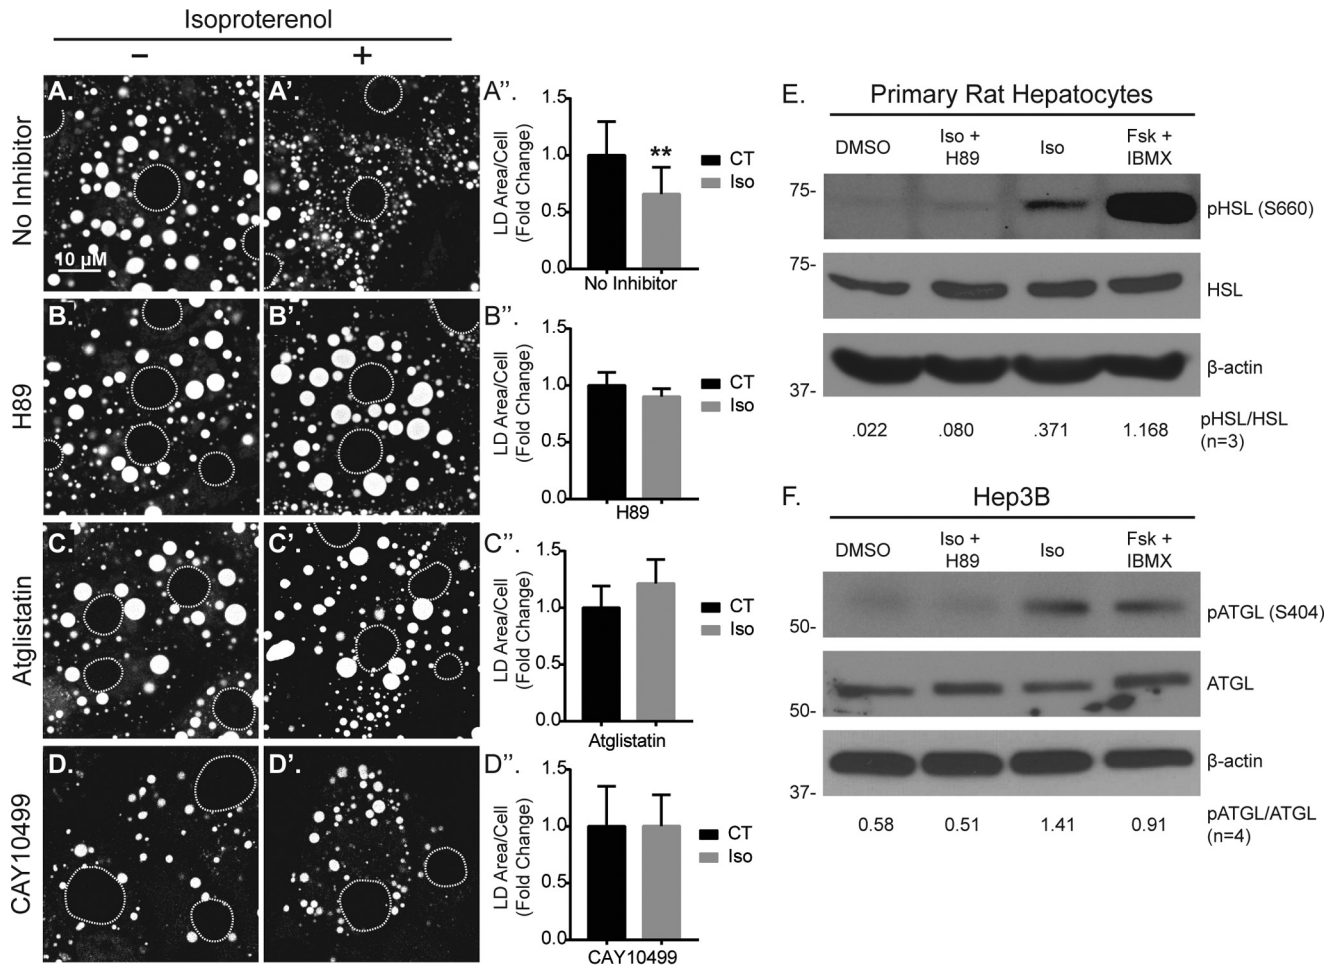 Isoproterenol
− +
No Inhibitor
A. A'. A''.
10 µM
LD Area/Cell
(Fold Change)
1.5
1.0
0.5
0.0
**
CT
Iso
No Inhibitor
H89
B. B'. B''.
LD Area/Cell
(Fold Change)
1.5
1.0
0.5
0.0
CT
Iso
H89
Atglistatin
C. C'. C''.
LD Area/Cell
(Fold Change)
1.5
1.0
0.5
0.0
CT
Iso
Atglistatin
CAY10499
D. D'. D''.
LD Area/Cell
(Fold Change)
1.5
1.0
0.5
0.0
CT
Iso
CAY10499
E.
Primary Rat Hepatocytes
DMSO Iso + H89 Iso Fsk + IBMX
75- pHSL (S660)
75- HSL
β-actin
37-
.022 .080 .371 1.168 pHSL/HSL
(n=3)
F.
Hep3B
DMSO Iso + H89 Iso Fsk + IBMX
pATGL (S404)
50-
ATGL
50-
β-actin
37-
0.58 0.51 1.41 0.91 pATGL/ATGL
(n=4)